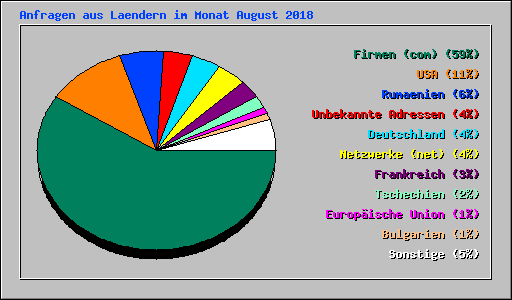 Anfragen aus Laendern im Monat August 2018
Firmen (com) (59%)
USA (11%)
Rumaenien (6%)
Unbekannte Adressen (4%)
Deutschland (4%)
Netzwerke (net) (4%)
Frankreich (3%)
Tschechien (2%)
Europäische Union (1%)
Bulgarien (1%)
Sonstige (5%)